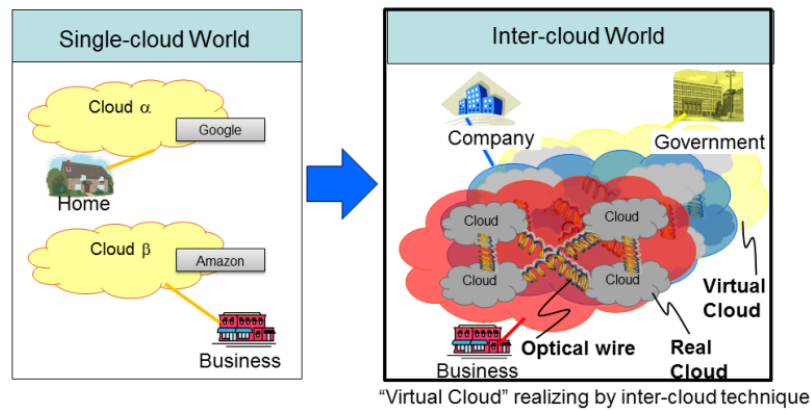 Single-cloud World
Cloud α
Google
Home
Cloud β
Amazon
Business
Inter-cloud World
Company
Government
Cloud
Cloud
Cloud
Cloud
Virtual
Cloud
Optical wire
Real
Cloud
Business
“Virtual Cloud” realizing by inter-cloud technique